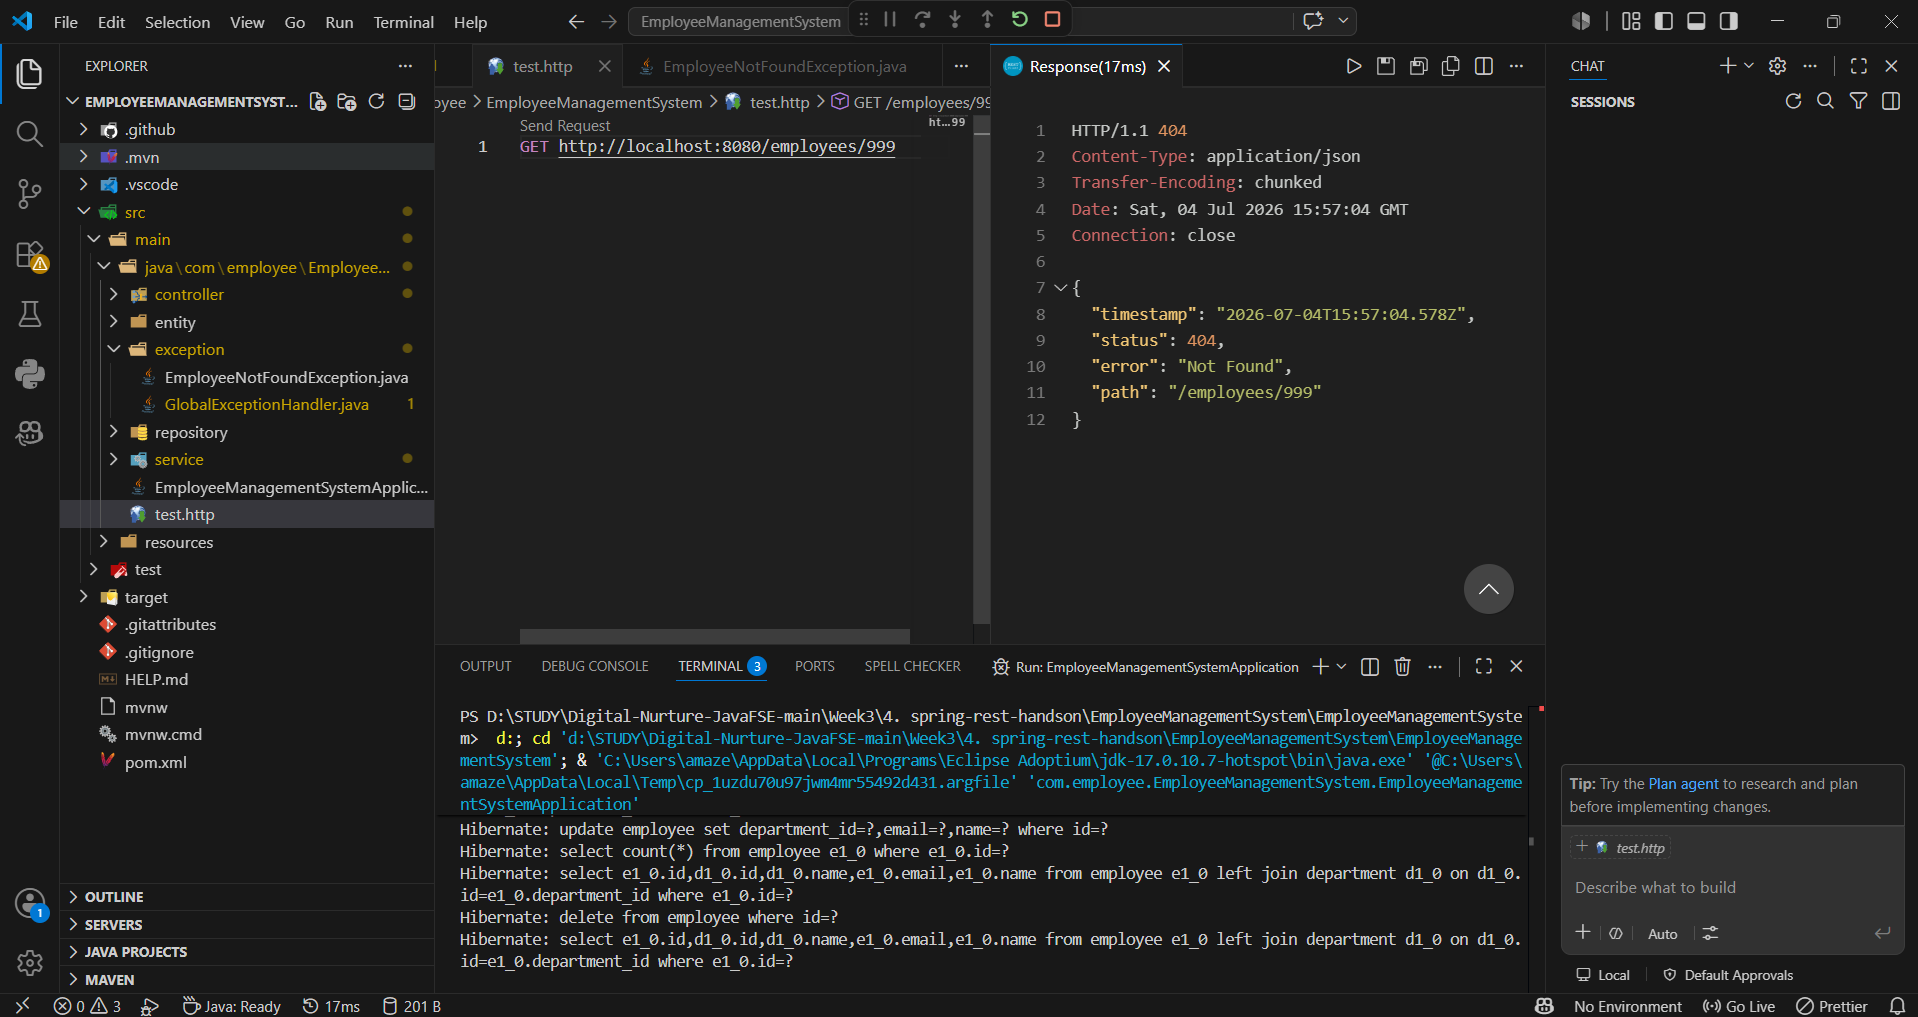 File Edit Selection View Go Run Terminal Help
EmployeeManagementSystem
EXPLORER
EMPLOYEEMANAGEMENTSYST...
.github
.mvn
.vscode
src
main
java\com\employee\Employee...
controller
entity
exception
EmployeeNotFoundException.java
GlobalExceptionHandler.java 1
repository
service
EmployeeManagementSystemApplic...
test.http
resources
test
target
.gitattributes
.gitignore
HELP.md
mvnw
mvnw.cmd
pom.xml
OUTLINE
SERVERS
JAVA PROJECTS
MAVEN
test.http
EmployeeNotFoundException.java
oyee > EmployeeManagementSystem > test.http > GET /employees/99
Send Request
ht...99
1 GET http://localhost:8080/employees/999
Response(17ms)
1 HTTP/1.1 404
2 Content-Type: application/json
3 Transfer-Encoding: chunked
4 Date: Sat, 04 Jul 2026 15:57:04 GMT
5 Connection: close
6
7 {
8 "timestamp": "2026-07-04T15:57:04.578Z",
9 "status": 404,
10 "error": "Not Found",
11 "path": "/employees/999"
12 }
OUTPUT DEBUG CONSOLE TERMINAL 3 PORTS SPELL CHECKER Run: EmployeeManagementSystemApplication
PS D:\STUDY\Digital-Nurture-JavaFSE-main\Week3\4. spring-rest-handson\EmployeeManagementSystem\EmployeeManagementSyste
m> d:; cd 'd:\STUDY\Digital-Nurture-JavaFSE-main\Week3\4. spring-rest-handson\EmployeeManagementSystem\EmployeeManage
mentSystem'; & 'C:\Users\amaze\AppData\Local\Programs\Eclipse Adoptium\jdk-17.0.10.7-hotspot\bin\java.exe' '@C:\Users\
amaze\AppData\Local\Temp\cp_1uzdu70u97jwm4mr55492d431.argfile' 'com.employee.EmployeeManagementSystem.EmployeeManageme
ntSystemApplication'
Hibernate: update employee set department_id=?,email=?,name=? where id=?
Hibernate: select count(*) from employee e1_0 where e1_0.id=?
Hibernate: select e1_0.id,d1_0.id,d1_0.name,e1_0.email,e1_0.name from employee e1_0 left join department d1_0 on d1_0.
id=e1_0.department_id where e1_0.id=?
Hibernate: delete from employee where id=?
Hibernate: select e1_0.id,d1_0.id,d1_0.name,e1_0.email,e1_0.name from employee e1_0 left join department d1_0 on d1_0.
id=e1_0.department_id where e1_0.id=?
CHAT
SESSIONS
Tip: Try the Plan agent to research and plan
before implementing changes.
test.http
Describe what to build
Auto
Local
Default Approvals
1
0 3 Java: Ready 17ms 201 B
No Environment Go Live Prettier